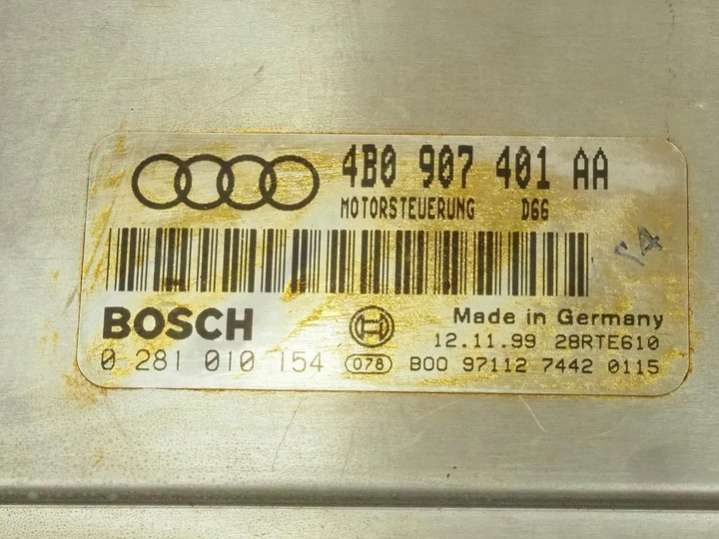 4B0 907 401 AA
MOTORSTEUERUNG D66
BOSCH
Made in Germany
12.11.99 28RTE610
0 281 010 154 078 B00 97112 7442 0115